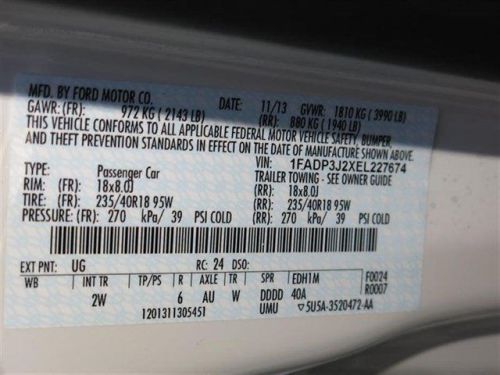 MFD. BY FORD MOTOR CO.
DATE: 11/13 GVWR: 1810 KG ( 3990 LB)
GAWR: (FR): 972 KG ( 2143 LB) (RR): 880 KG ( 1940 LB)
THIS VEHICLE CONFORMS TO ALL APPLICABLE FEDERAL MOTOR VEHICLE SAFETY, BUMPER,
AND THEFT PREVENTION STANDARDS IN EFFECT ON THE DATE OF MANUFACTURE SHOWN ABOVE.
VIN: 1FADP3J2XEL227674
TYPE: Passenger Car TRAILER TOWING - SEE OWNER GUIDE
RIM: (FR): 18x8.0J (RR): 18x8.0J
TIRE: (FR): 235/40R18 95W (RR): 235/40R18 95W
PRESSURE: (FR): 270 kPa/ 39 PSI COLD (RR): 270 kPa/ 39 PSI COLD
EXT PNT: UG RC: 24 DSO: F0024
WB INT TR TP/PS R AXLE TR SPR EDH1M R0007
2W 6 AU W DDDD 40A
1201311305451 UMU ▽5U5A-3520472-AA